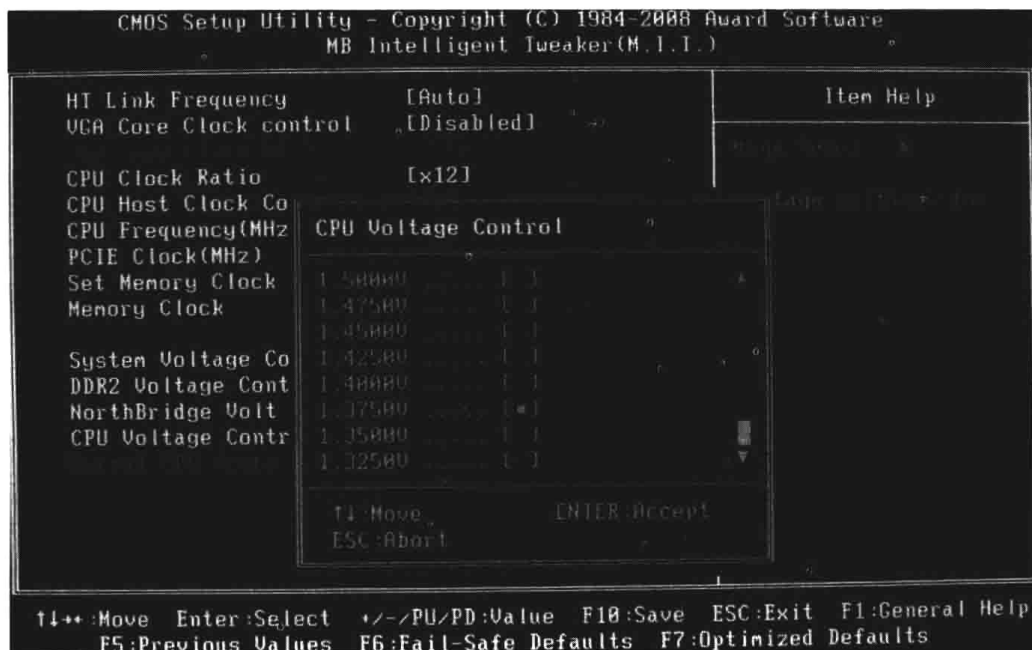 CMOS Setup Utility - Copyright (C) 1984-2008 Award Software
MB Intelligent Tweaker(M.I.T.)
HT Link Frequency [Auto]
VGA Core Clock control [Disabled]
CPU Clock Ratio [x12]
CPU Host Clock Co
CPU Frequency(MHz
PCIE Clock(MHz)
Set Memory Clock
Memory Clock
System Voltage Co
DDR2 Voltage Cont
NorthBridge Volt
CPU Voltage Contr
Item Help
CPU Voltage Control
1.5000V ..... [ ]
1.4750V ..... [ ]
1.4500V ..... [ ]
1.4250V ..... [ ]
1.4000V ..... [ ]
1.3750V ..... [■]
1.3500V ..... [ ]
1.3250V ..... [ ]
↑↓:Move ENTER:Accept
ESC:Abort
↑↓→←:Move Enter:Select +/-/PU/PD:Value F10:Save ESC:Exit F1:General Help
F5:Previous Values F6:Fail-Safe Defaults F7:Optimized Defaults